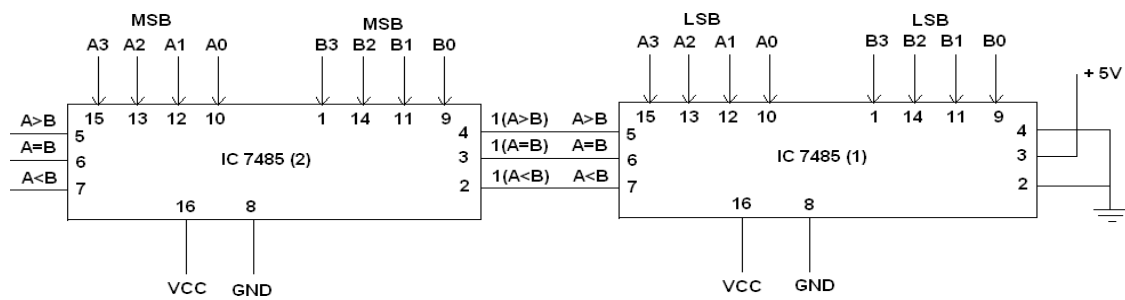 MSB MSB LSB LSB
A3 A2 A1 A0 B3 B2 B1 B0 A3 A2 A1 A0 B3 B2 B1 B0
+ 5V
15 13 12 10 1 14 11 9 15 13 12 10 1 14 11 9
A>B 5 4 1(A>B) A>B 5 4
A=B 6 IC 7485 (2) 3 1(A=B) A=B 6 IC 7485 (1) 3
A<B 7 2 1(A<B) A<B 7 2
16 8 16 8
VCC GND VCC GND